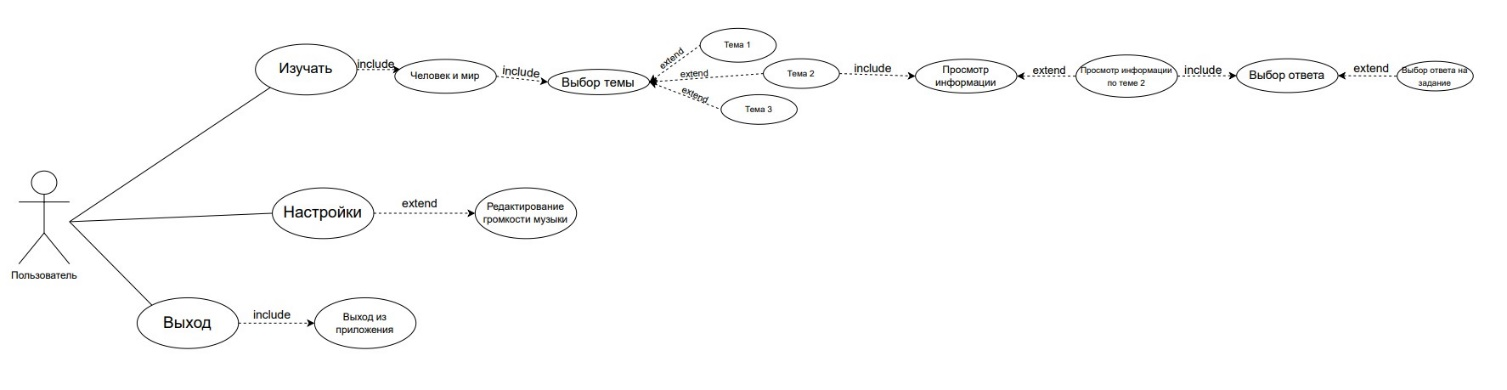 Изучать
include
Человек и мир
include
Выбор темы
extend
Тема 1
extend
Тема 2
extend
Тема 3
include
Просмотр
информации
extend
Просмотр информации
по теме 2
include
Выбор ответа
extend
Выбор ответа на
задание
Пользователь
Настройки
extend
Редактирование
громкости музыки
Выход
include
Выход из
приложения